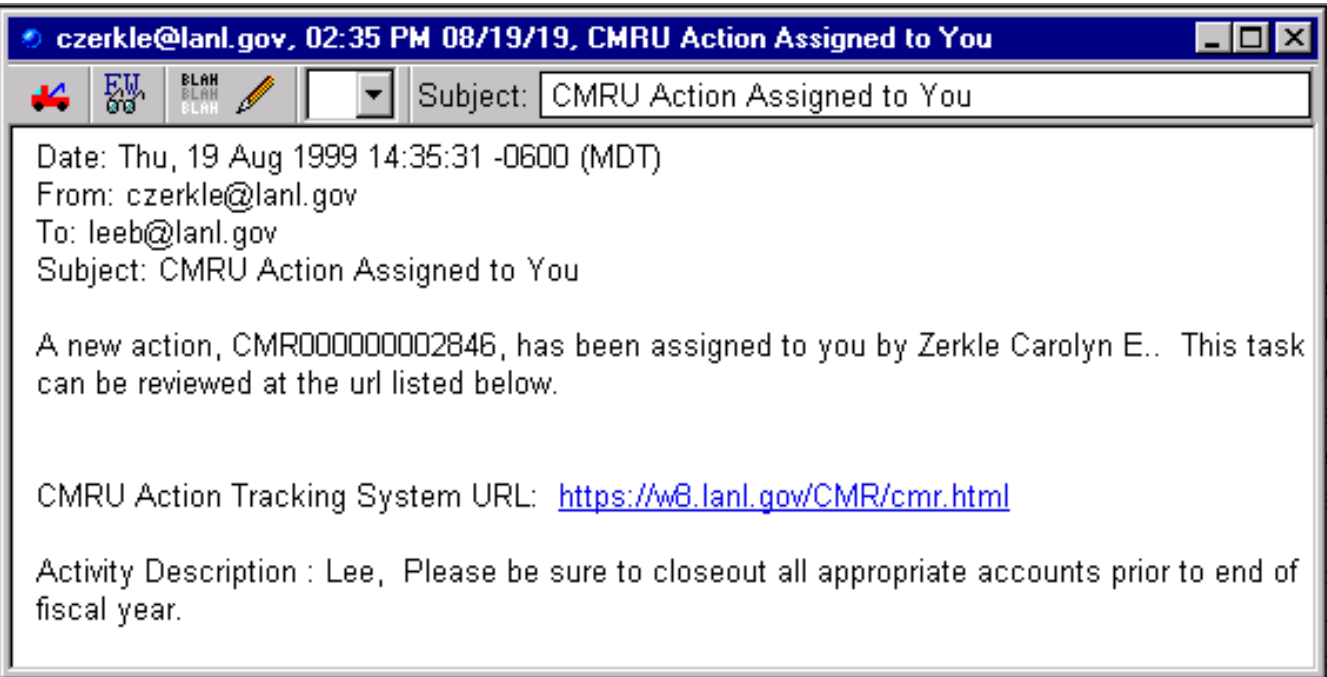 czerkle@lanl.gov, 02:35 PM 08/19/19, CMRU Action Assigned to You
FW BLAH BLAH BLAH Subject: CMRU Action Assigned to You
Date: Thu, 19 Aug 1999 14:35:31 -0600 (MDT)
From: czerkle@lanl.gov
To: leeb@lanl.gov
Subject: CMRU Action Assigned to You
A new action, CMR000000002846, has been assigned to you by Zerkle Carolyn E..  This task
can be reviewed at the url listed below.
CMRU Action Tracking System URL:  https://w8.lanl.gov/CMR/cmr.html
Activity Description : Lee,  Please be sure to closeout all appropriate accounts prior to end of
fiscal year.